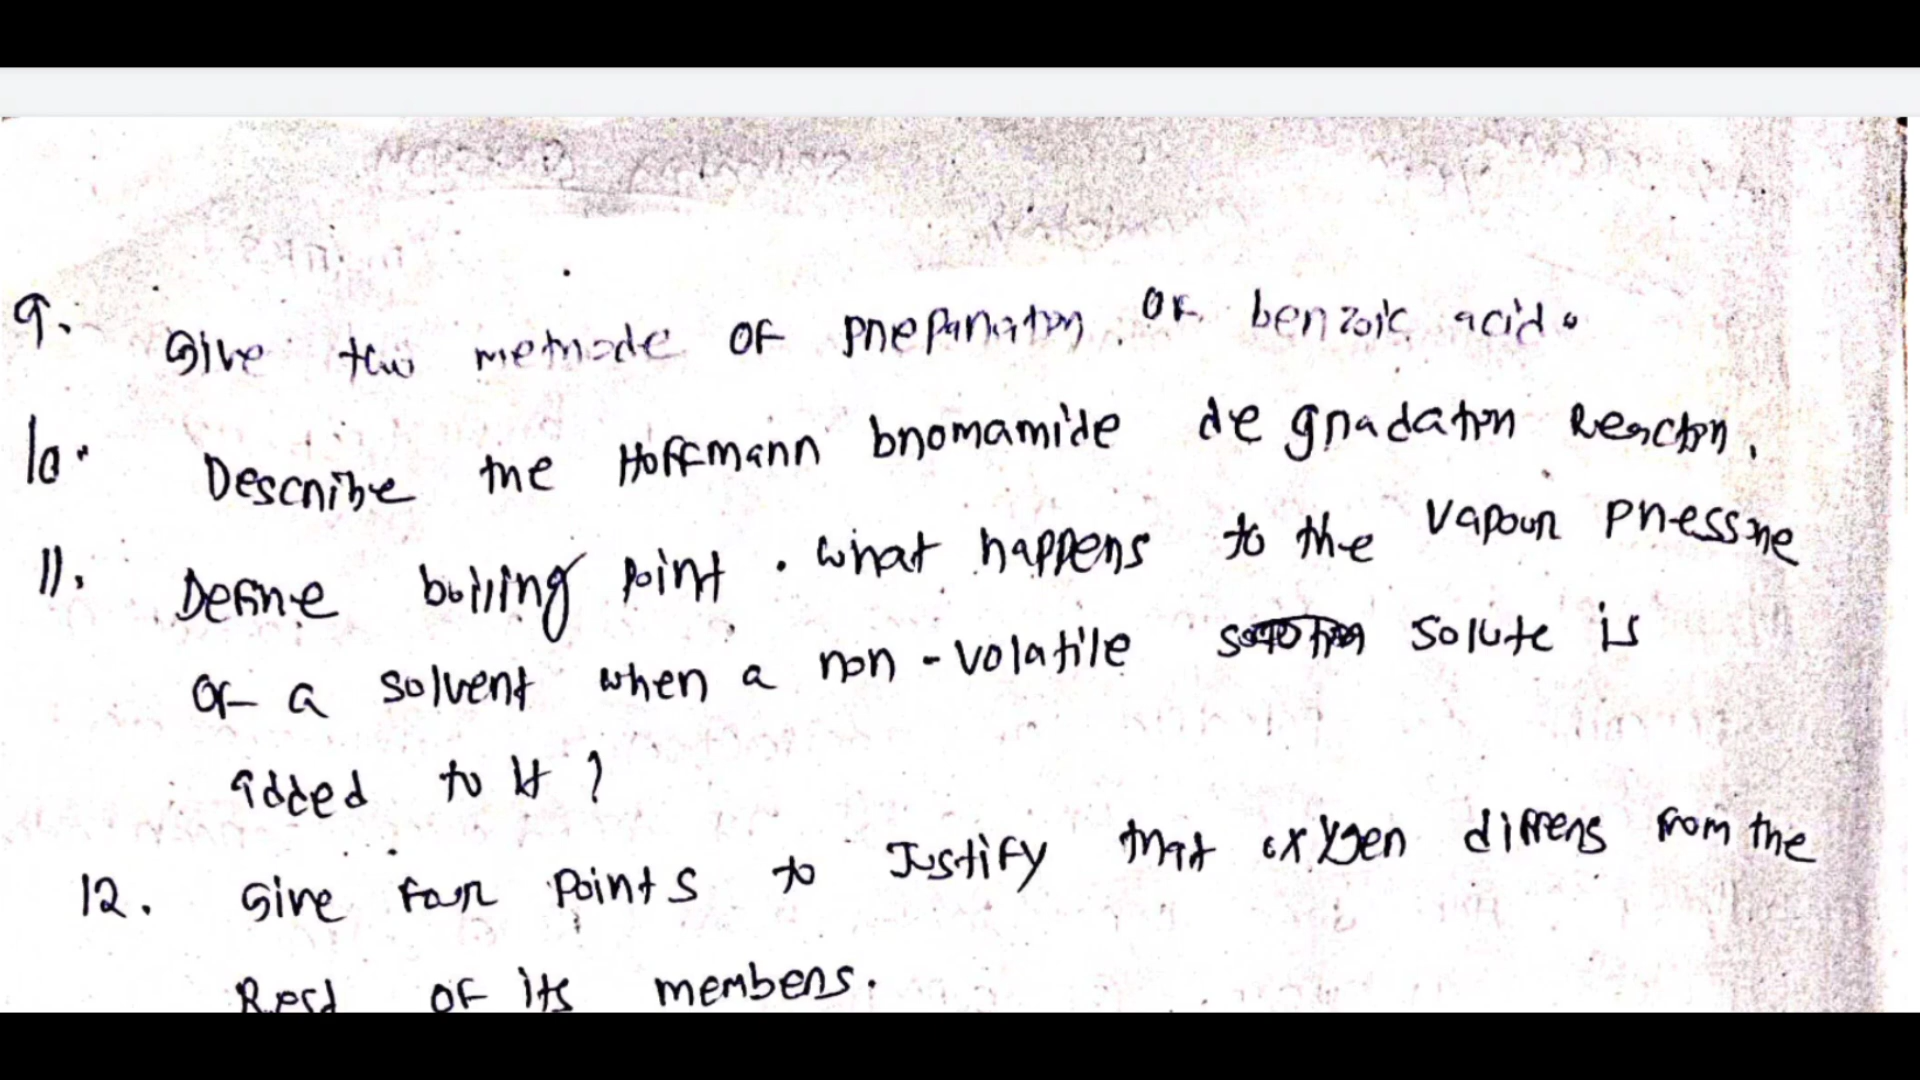 9. Give two methode of preparation of benzoic acid.
10. Describe the Hoffmann bromamide degradation Reaction.
11. Define boiling point. what happens to the vapour pressure
of a solvent when a non-volatile solute is
added to it?
12. Give four points to Justify that oxygen differs from the
Rest of its members.